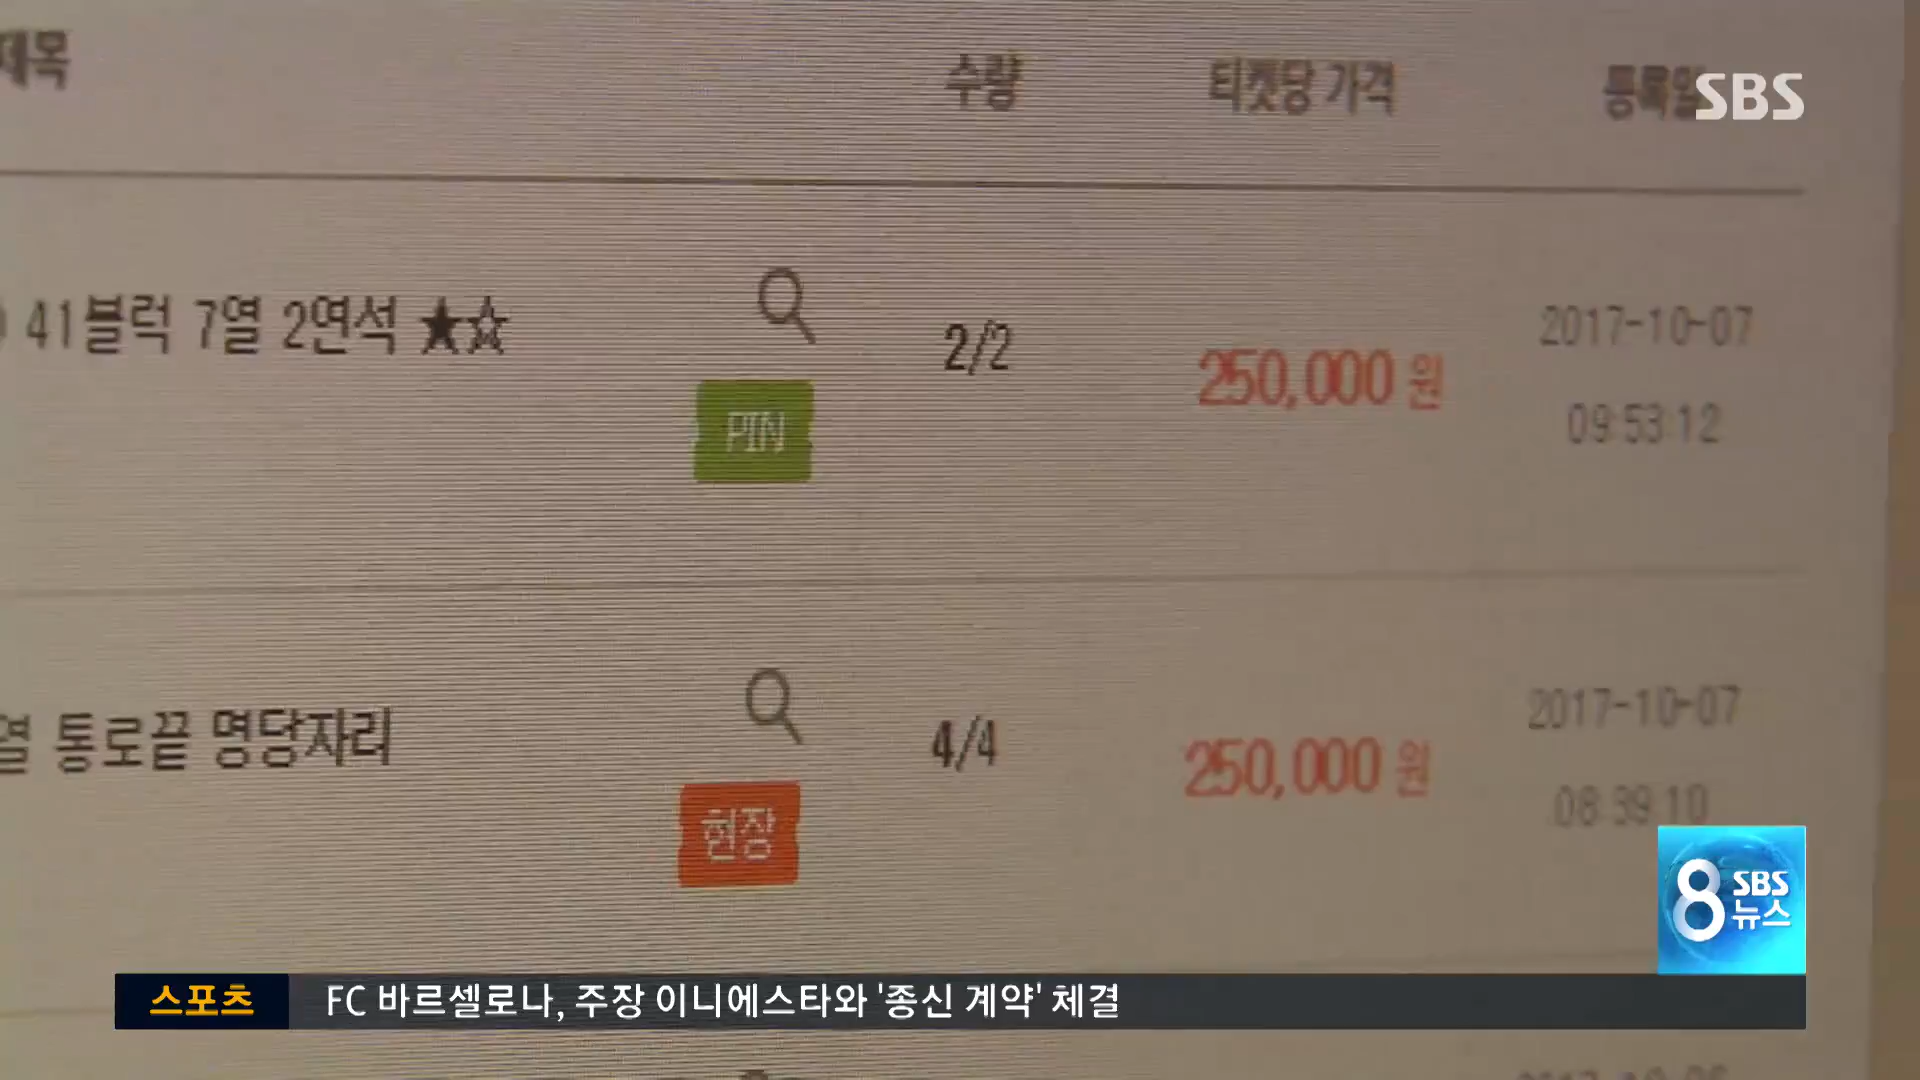 제목 수량 티켓당 가격 등록일
SBS
41블럭 7열 2연석 ★☆ 2/2 250,000 원 2017-10-07
PIN 09:53:12
열 통로끝 명당자리 4/4 250,000 원 2017-10-07
현장 08:39:10
8 SBS
뉴스
스포츠 FC 바르셀로나, 주장 이니에스타와 '종신 계약' 체결